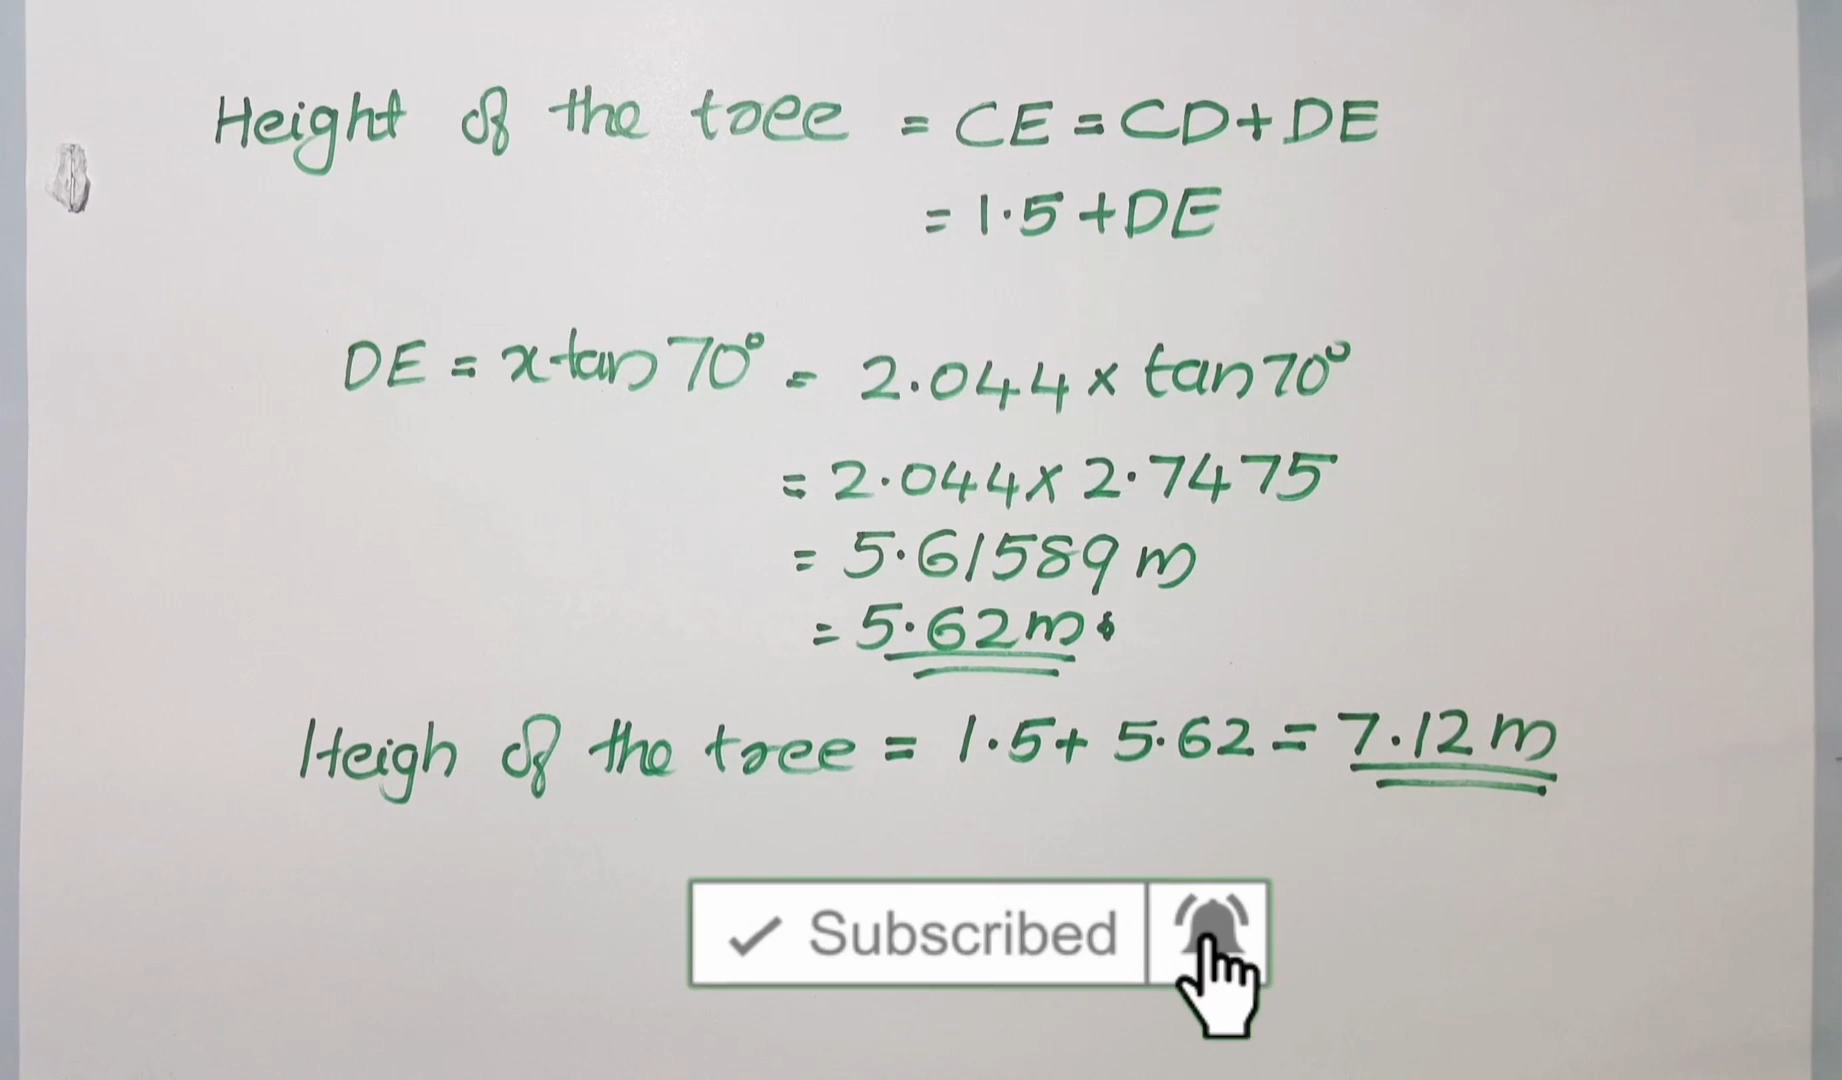 Height of the tree = CE = CD + DE
= 1.5 + DE
DE = x tan 70° = 2.044 × tan 70°
= 2.044 × 2.7475
= 5.61589 m
= 5.62 m.
Heigh of the tree = 1.5 + 5.62 = 7.12 m
Subscribed